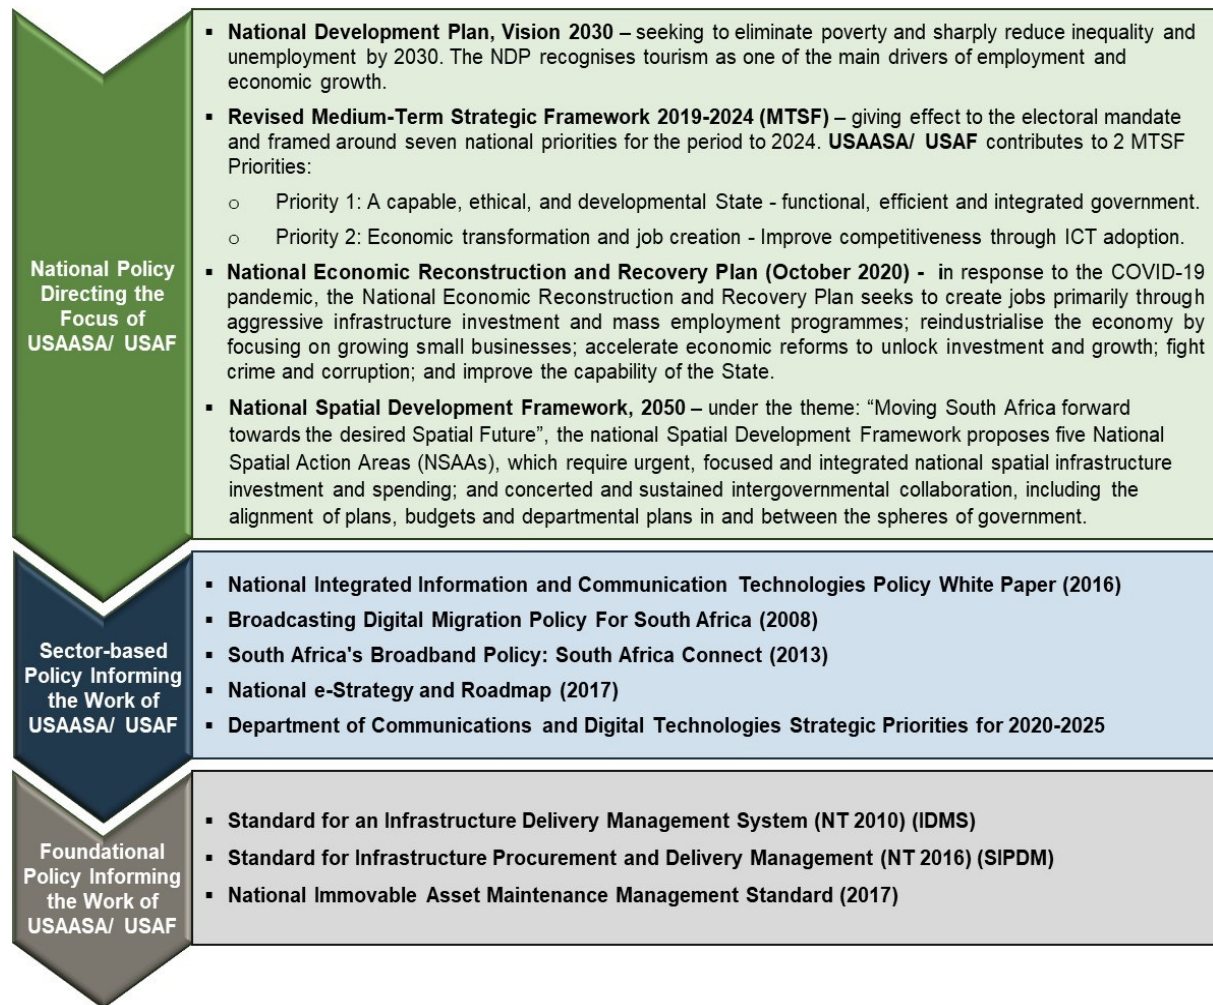 National Policy
Directing the
Focus of
USAASA/ USAF
▪ National Development Plan, Vision 2030 – seeking to eliminate poverty and sharply reduce inequality and
unemployment by 2030. The NDP recognises tourism as one of the main drivers of employment and
economic growth.
▪ Revised Medium-Term Strategic Framework 2019-2024 (MTSF) – giving effect to the electoral mandate
and framed around seven national priorities for the period to 2024. USAASA/ USAF contributes to 2 MTSF
Priorities:
o Priority 1: A capable, ethical, and developmental State - functional, efficient and integrated government.
o Priority 2: Economic transformation and job creation - Improve competitiveness through ICT adoption.
▪ National Economic Reconstruction and Recovery Plan (October 2020) - in response to the COVID-19
pandemic, the National Economic Reconstruction and Recovery Plan seeks to create jobs primarily through
aggressive infrastructure investment and mass employment programmes; reindustrialise the economy by
focusing on growing small businesses; accelerate economic reforms to unlock investment and growth; fight
crime and corruption; and improve the capability of the State.
▪ National Spatial Development Framework, 2050 – under the theme: “Moving South Africa forward
towards the desired Spatial Future”, the national Spatial Development Framework proposes five National
Spatial Action Areas (NSAAs), which require urgent, focused and integrated national spatial infrastructure
investment and spending; and concerted and sustained intergovernmental collaboration, including the
alignment of plans, budgets and departmental plans in and between the spheres of government.
Sector-based
Policy Informing
the Work of
USAASA/ USAF
▪ National Integrated Information and Communication Technologies Policy White Paper (2016)
▪ Broadcasting Digital Migration Policy For South Africa (2008)
▪ South Africa's Broadband Policy: South Africa Connect (2013)
▪ National e-Strategy and Roadmap (2017)
▪ Department of Communications and Digital Technologies Strategic Priorities for 2020-2025
Foundational
Policy Informing
the Work of
USAASA/ USAF
▪ Standard for an Infrastructure Delivery Management System (NT 2010) (IDMS)
▪ Standard for Infrastructure Procurement and Delivery Management (NT 2016) (SIPDM)
▪ National Immovable Asset Maintenance Management Standard (2017)